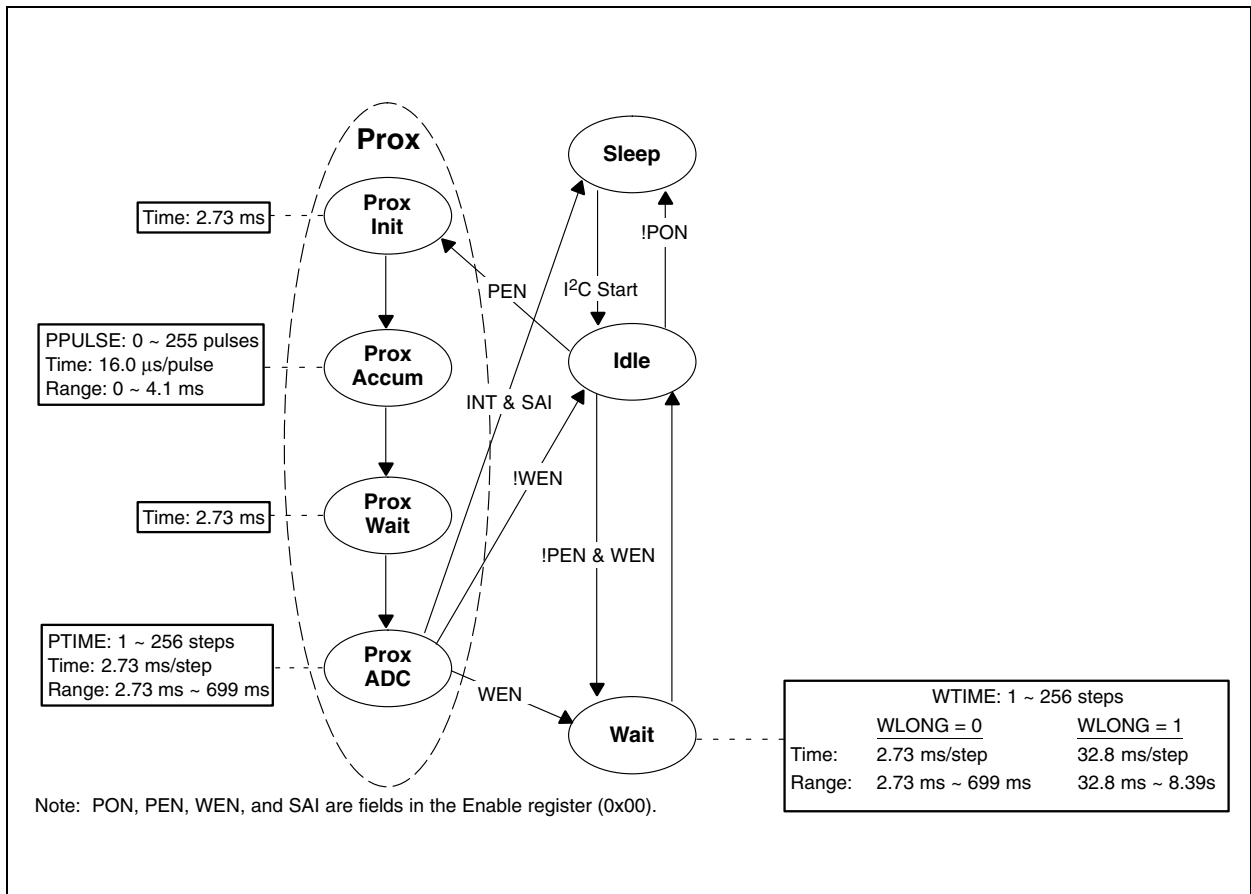 Prox
Sleep
Prox
Init
Time: 2.73 ms
!PON
PEN
I²C Start
PPULSE: 0 ~ 255 pulses
Time: 16.0 μs/pulse
Range: 0 ~ 4.1 ms
Prox
Accum
Idle
INT & SAI
!WEN
Prox
Wait
Time: 2.73 ms
!PEN & WEN
PTIME: 1 ~ 256 steps
Time: 2.73 ms/step
Range: 2.73 ms ~ 699 ms
Prox
ADC
WEN
Wait
WTIME: 1 ~ 256 steps
WLONG = 0 WLONG = 1
Time: 2.73 ms/step 32.8 ms/step
Range: 2.73 ms ~ 699 ms 32.8 ms ~ 8.39s
Note: PON, PEN, WEN, and SAI are fields in the Enable register (0x00).